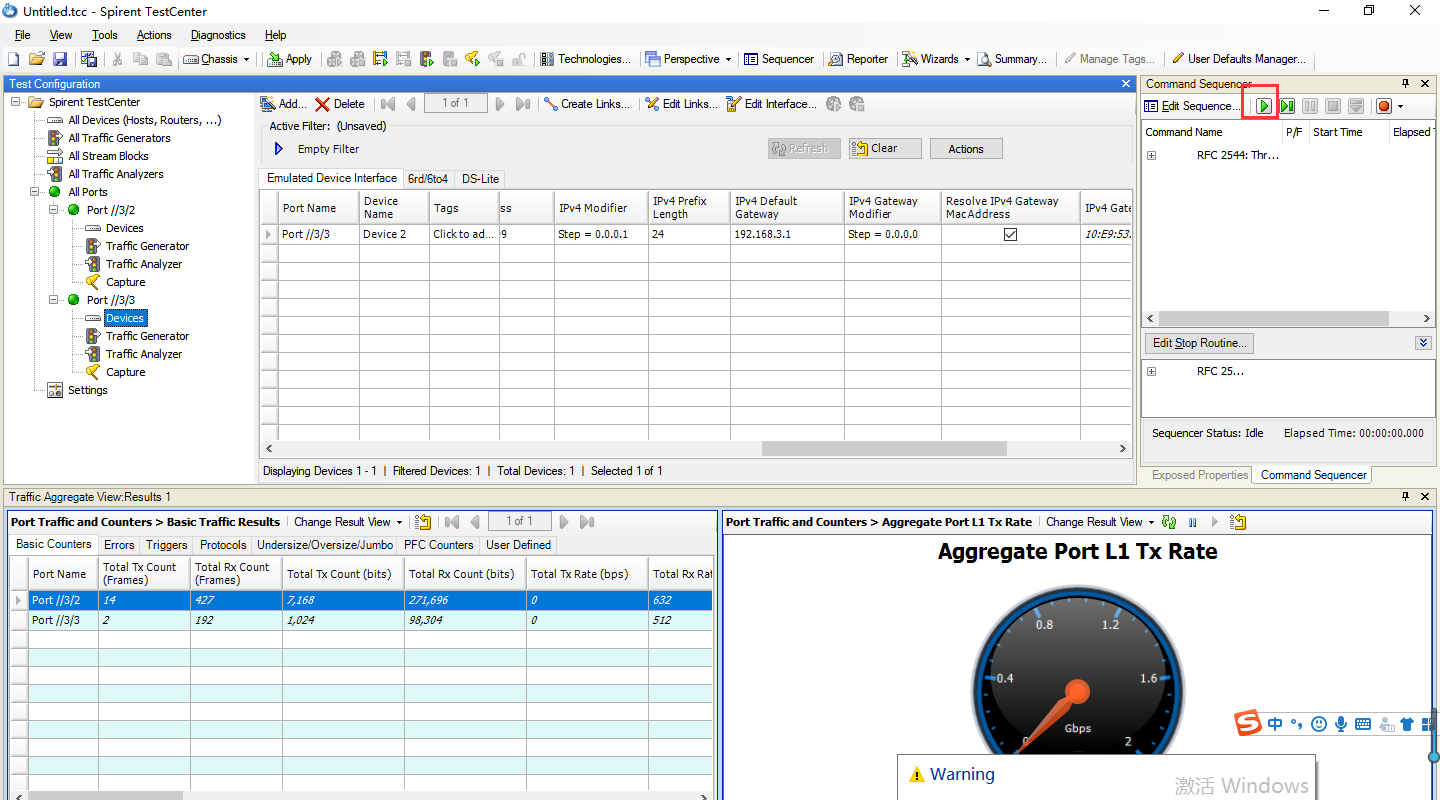 Untitled.tcc - Spirent TestCenter
File View Tools Actions Diagnostics Help
Chassis Apply Technologies... Perspective Sequencer Reporter Wizards Summary... Manage Tags... User Defaults Manager...
Test Configuration
Spirent TestCenter
All Devices (Hosts, Routers, ...)
All Traffic Generators
All Stream Blocks
All Traffic Analyzers
All Ports
Port //3/2
Devices
Traffic Generator
Traffic Analyzer
Capture
Port //3/3
Devices
Traffic Generator
Traffic Analyzer
Capture
Settings
Add... Delete 1 of 1 Create Links... Edit Links... Edit Interface...
Active Filter: (Unsaved)
Empty Filter Refresh Clear Actions
Emulated Device Interface 6rd/6to4 DS-Lite
Port Name Device Name Tags ss IPv4 Modifier IPv4 Prefix Length IPv4 Default Gateway IPv4 Gateway Modifier Resolve IPv4 Gateway MacAddress IPv4 Gate
Port //3/3 Device 2 Click to ad... 9 Step = 0.0.0.1 24 192.168.3.1 Step = 0.0.0.0 10:E9:53:
Displaying Devices 1 - 1 | Filtered Devices: 1 | Total Devices: 1 | Selected 1 of 1
Command Sequencer
Edit Sequence...
Command Name P/F Start Time Elapsed T
RFC 2544: Thr...
Edit Stop Routine...
RFC 25...
Sequencer Status: Idle Elapsed Time: 00:00:00.000
Exposed Properties Command Sequencer
Traffic Aggregate View:Results 1
Port Traffic and Counters > Basic Traffic Results Change Result View 1 of 1
Basic Counters Errors Triggers Protocols Undersize/Oversize/Jumbo PFC Counters User Defined
Port Name Total Tx Count (Frames) Total Rx Count (Frames) Total Tx Count (bits) Total Rx Count (bits) Total Tx Rate (bps) Total Rx Rat
Port //3/2 14 427 7,168 271,696 0 632
Port //3/3 2 192 1,024 98,304 0 512
Port Traffic and Counters > Aggregate Port L1 Tx Rate Change Result View
Aggregate Port L1 Tx Rate
0.8 1.2
0.4 1.6
Gbps
0 2
中
Warning
激活 Windows